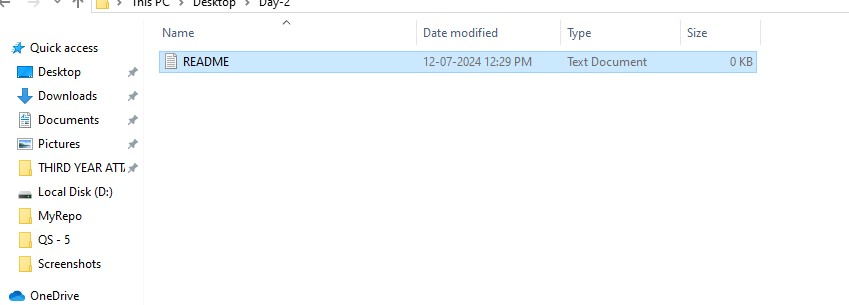 This PC > Desktop > Day-2
Name Date modified Type Size
README 12-07-2024 12:29 PM Text Document 0 KB
Quick access
Desktop
Downloads
Documents
Pictures
THIRD YEAR ATT
Local Disk (D:)
MyRepo
QS - 5
Screenshots
OneDrive